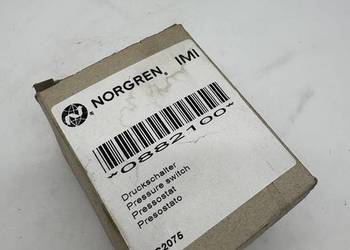 NORGREN. IMI
*0882100*
Druckschalter
Pressure switch
Pressostat
Presostato